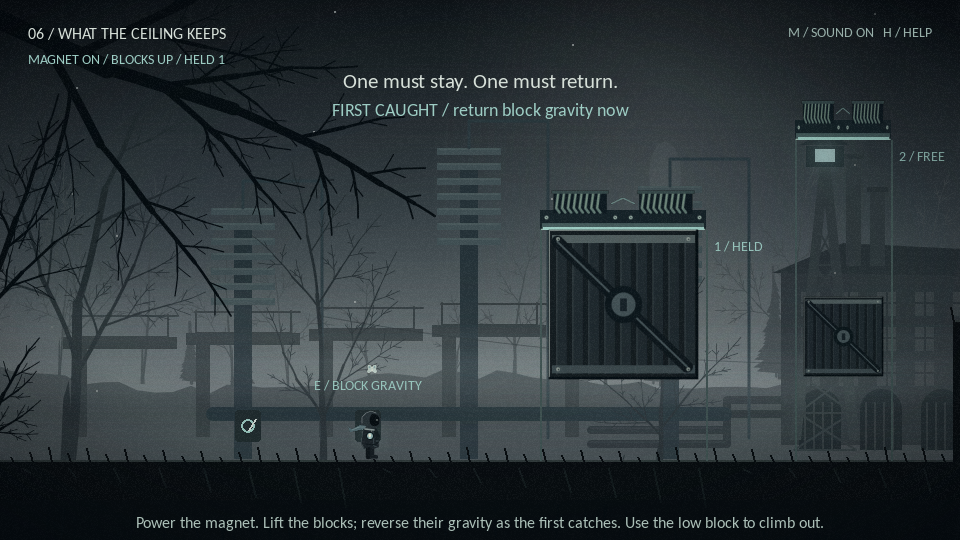 06 / WHAT THE CEILING KEEPS
M / SOUND ON H / HELP
MAGNET ON / BLOCKS UP / HELD 1
One must stay. One must return.
FIRST CAUGHT / return block gravity now
2 / FREE
1 / HELD
E / BLOCK GRAVITY
Power the magnet. Lift the blocks; reverse their gravity as the first catches. Use the low block to climb out.